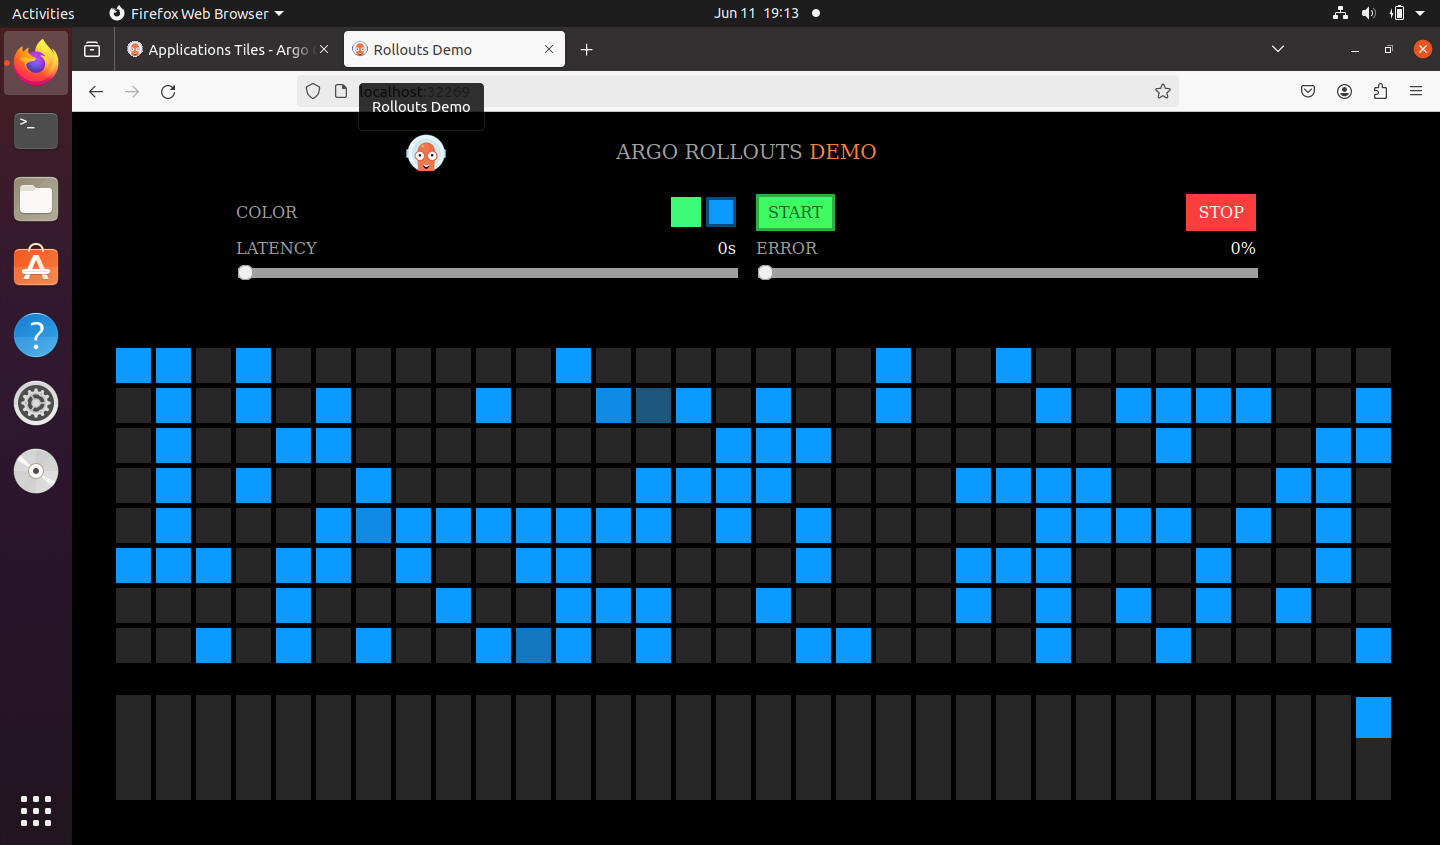 Activities
Firefox Web Browser
Jun 11 19:13
Applications Tiles - Argo
Rollouts Demo
localhost:32269
Rollouts Demo
ARGO ROLLOUTS DEMO
COLOR
START
STOP
LATENCY
0s
ERROR
0%